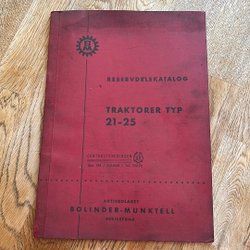 RESERVDELSKATALOG
TRAKTORER TYP
21-25
AKTIEBOLAGET
BOLINDER-MUNKTELL
ESKILSTUNA